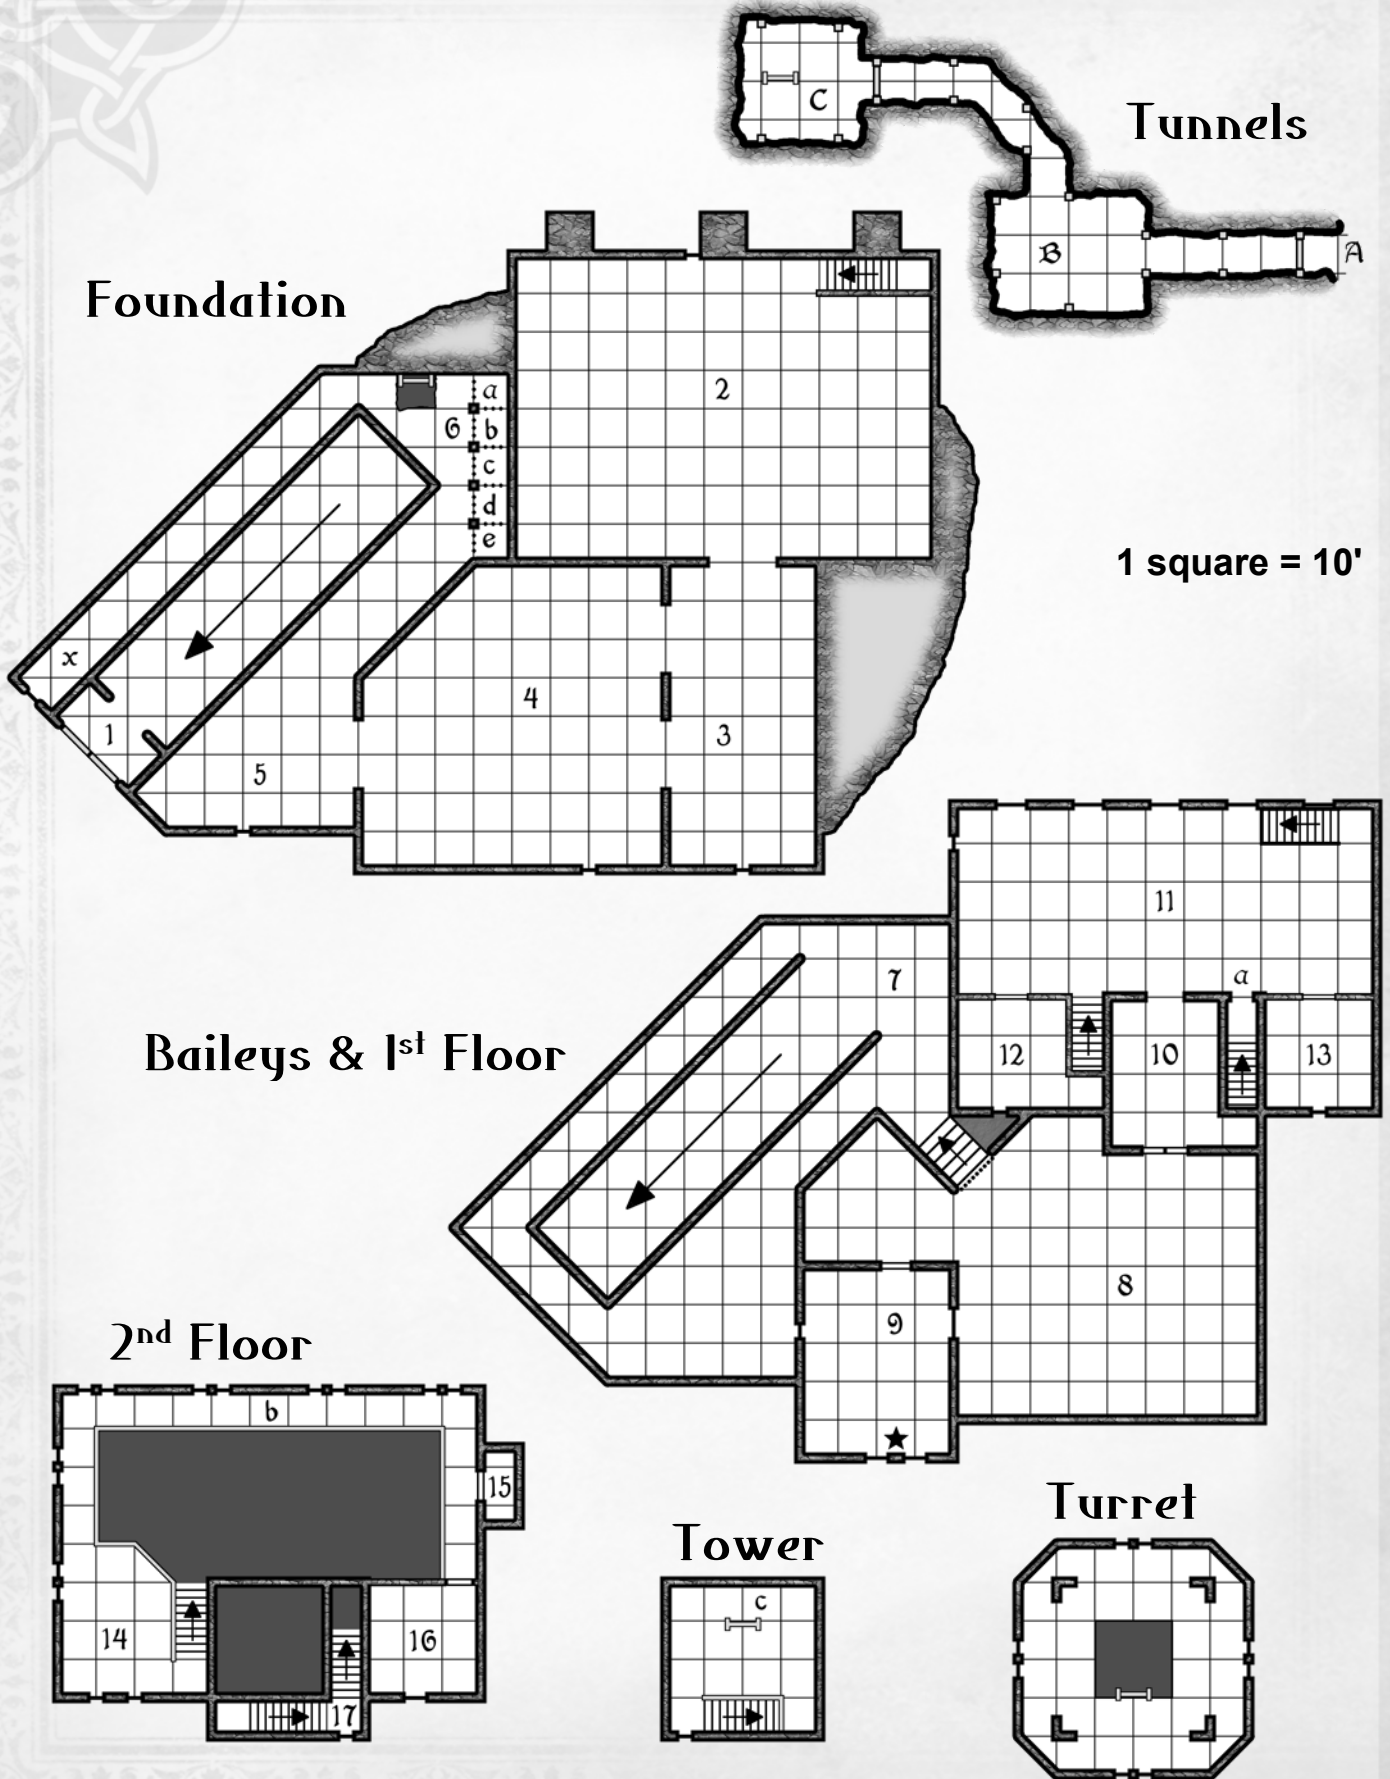 Tunnels
C
B
A
Foundation
a
2
6
b
c
d
e
1 square = 10'
x
4
1
3
5
11
a
7
Baileys & 1st Floor
12
10
13
8
9
2nd Floor
b
15
14
16
17
Tower
c
Turret